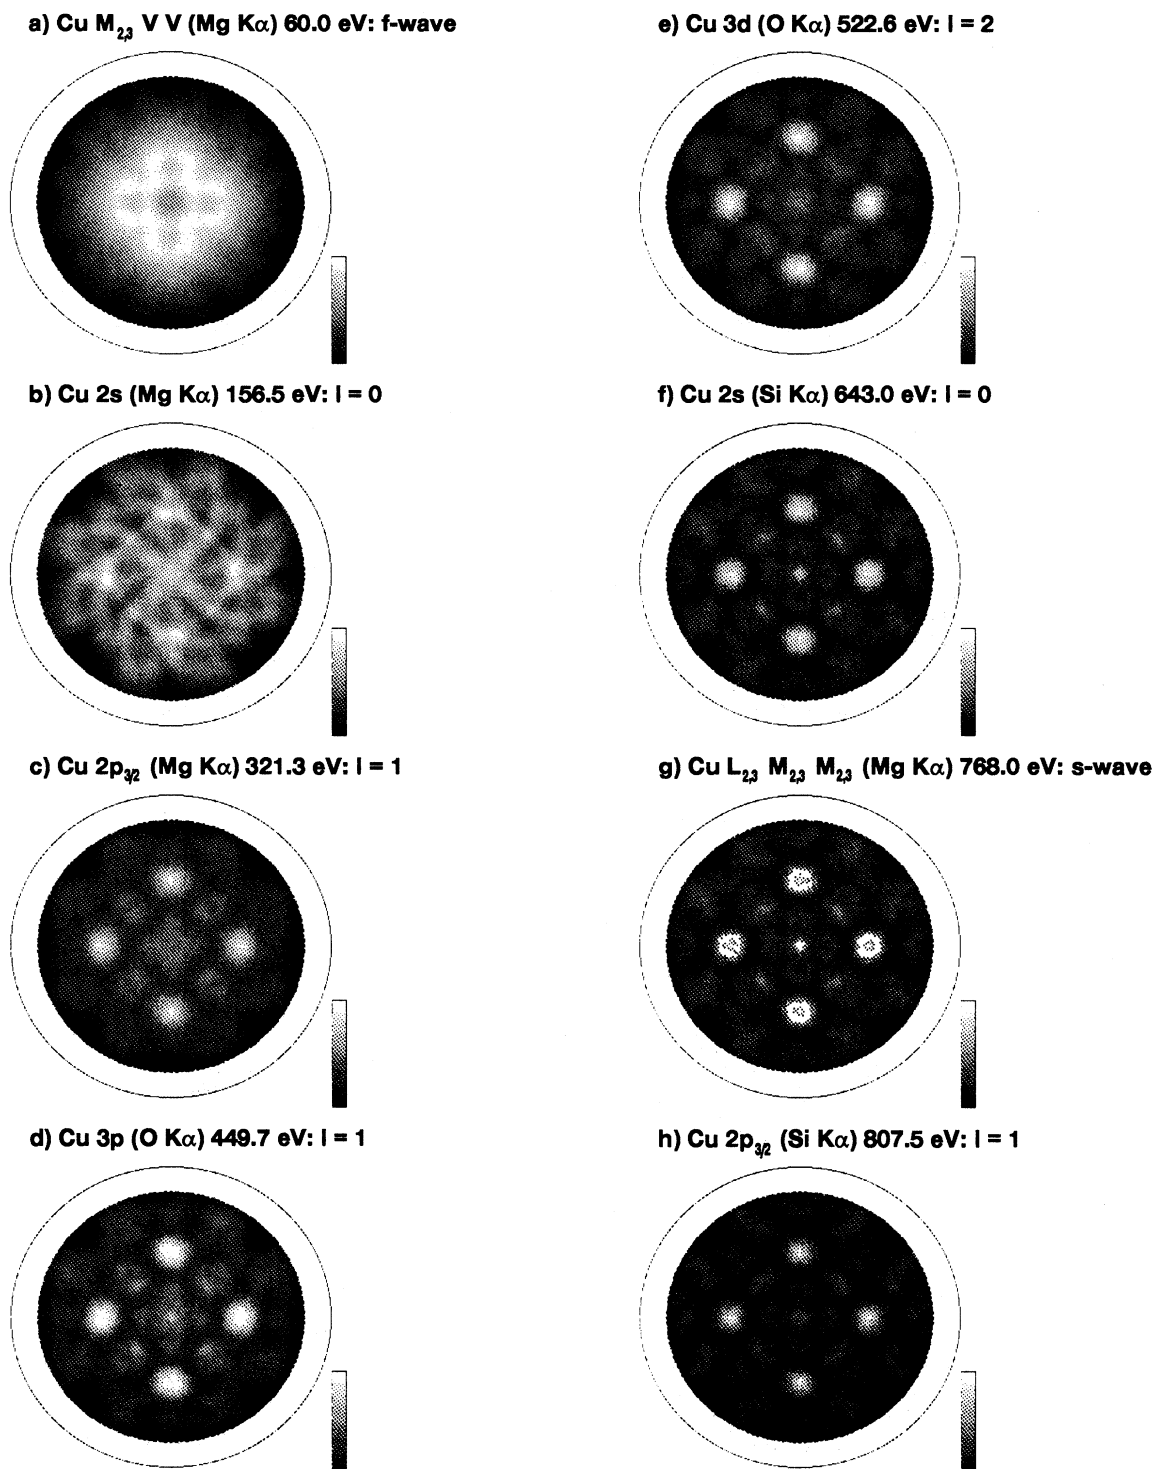 a) Cu M2,3 V V (Mg Kα) 60.0 eV: f-wave
b) Cu 2s (Mg Kα) 156.5 eV: l = 0
c) Cu 2p3/2 (Mg Kα) 321.3 eV: l = 1
d) Cu 3p (O Kα) 449.7 eV: l = 1
e) Cu 3d (O Kα) 522.6 eV: l = 2
f) Cu 2s (Si Kα) 643.0 eV: l = 0
g) Cu L2,3 M2,3 M2,3 (Mg Kα) 768.0 eV: s-wave
h) Cu 2p3/2 (Si Kα) 807.5 eV: l = 1